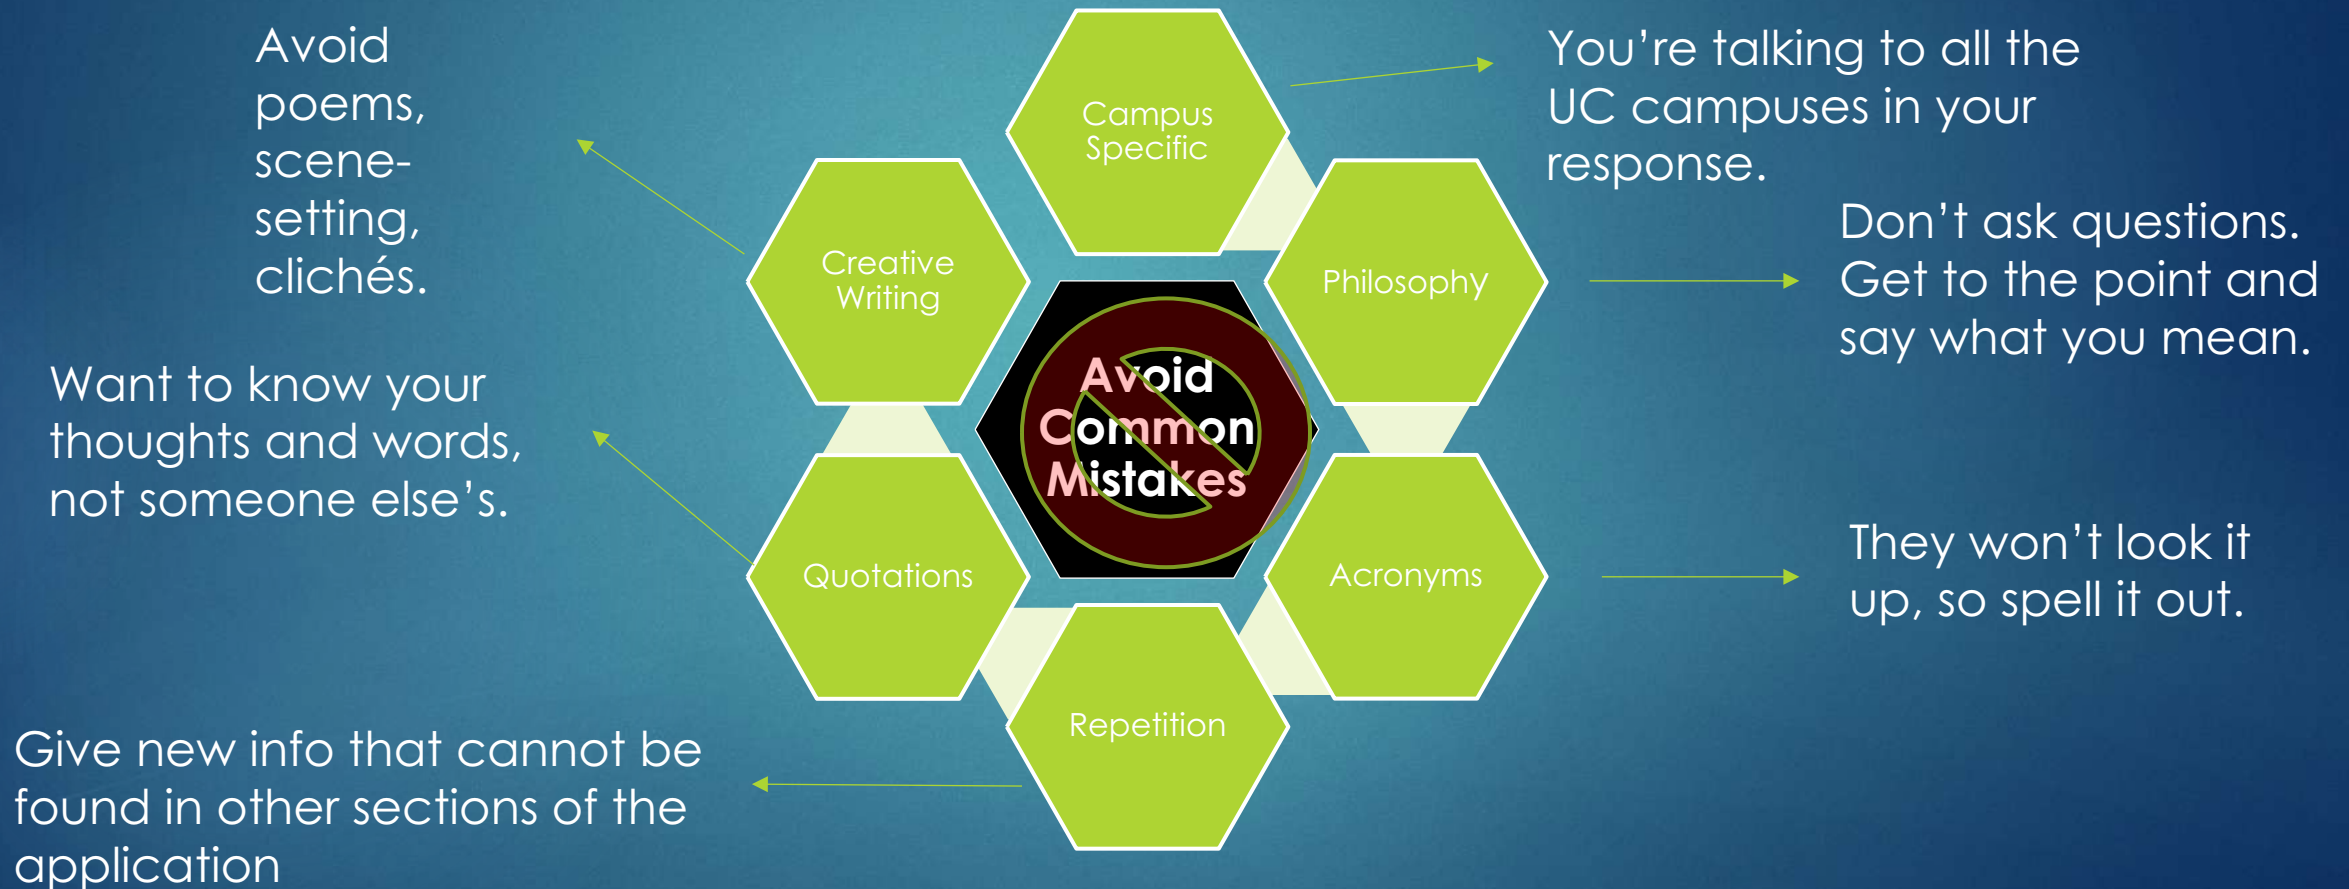 Avoid
poems,
scene-
setting,
clichés.
Campus
Specific
You're talking to all the
UC campuses in your
response.
Creative
Writing
Philosophy
Don't ask questions.
Get to the point and
say what you mean.
Avoid
Common
Mistakes
Want to know your
thoughts and words,
not someone else's.
Quotations
Acronyms
They won't look it
up, so spell it out.
Repetition
Give new info that cannot be
found in other sections of the
application